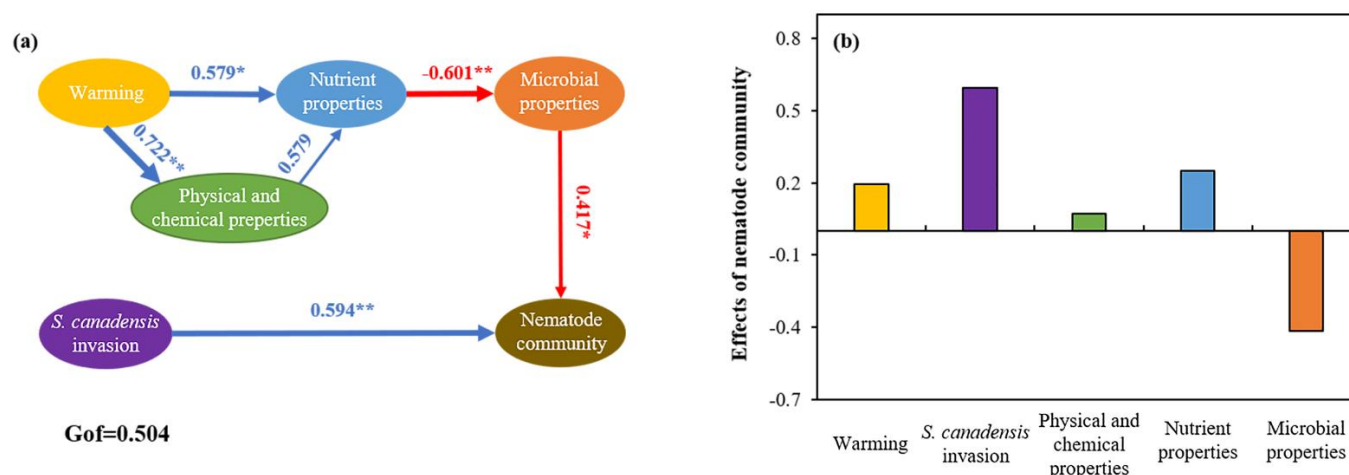 (a)
Warming
0.579*
Nutrient
properties
-0.601**
Microbial
properties
0.722**
0.579
Physical and
chemical preperties
0.417*
S. canadensis
invasion
0.594**
Nematode
community
Gof=0.504
(b)
Effects of nematode community
0.8
0.5
0.2
-0.1
-0.4
-0.7
Warming
S. canadensis
invasion
Physical and
chemical
properties
Nutrient
properties
Microbial
properties